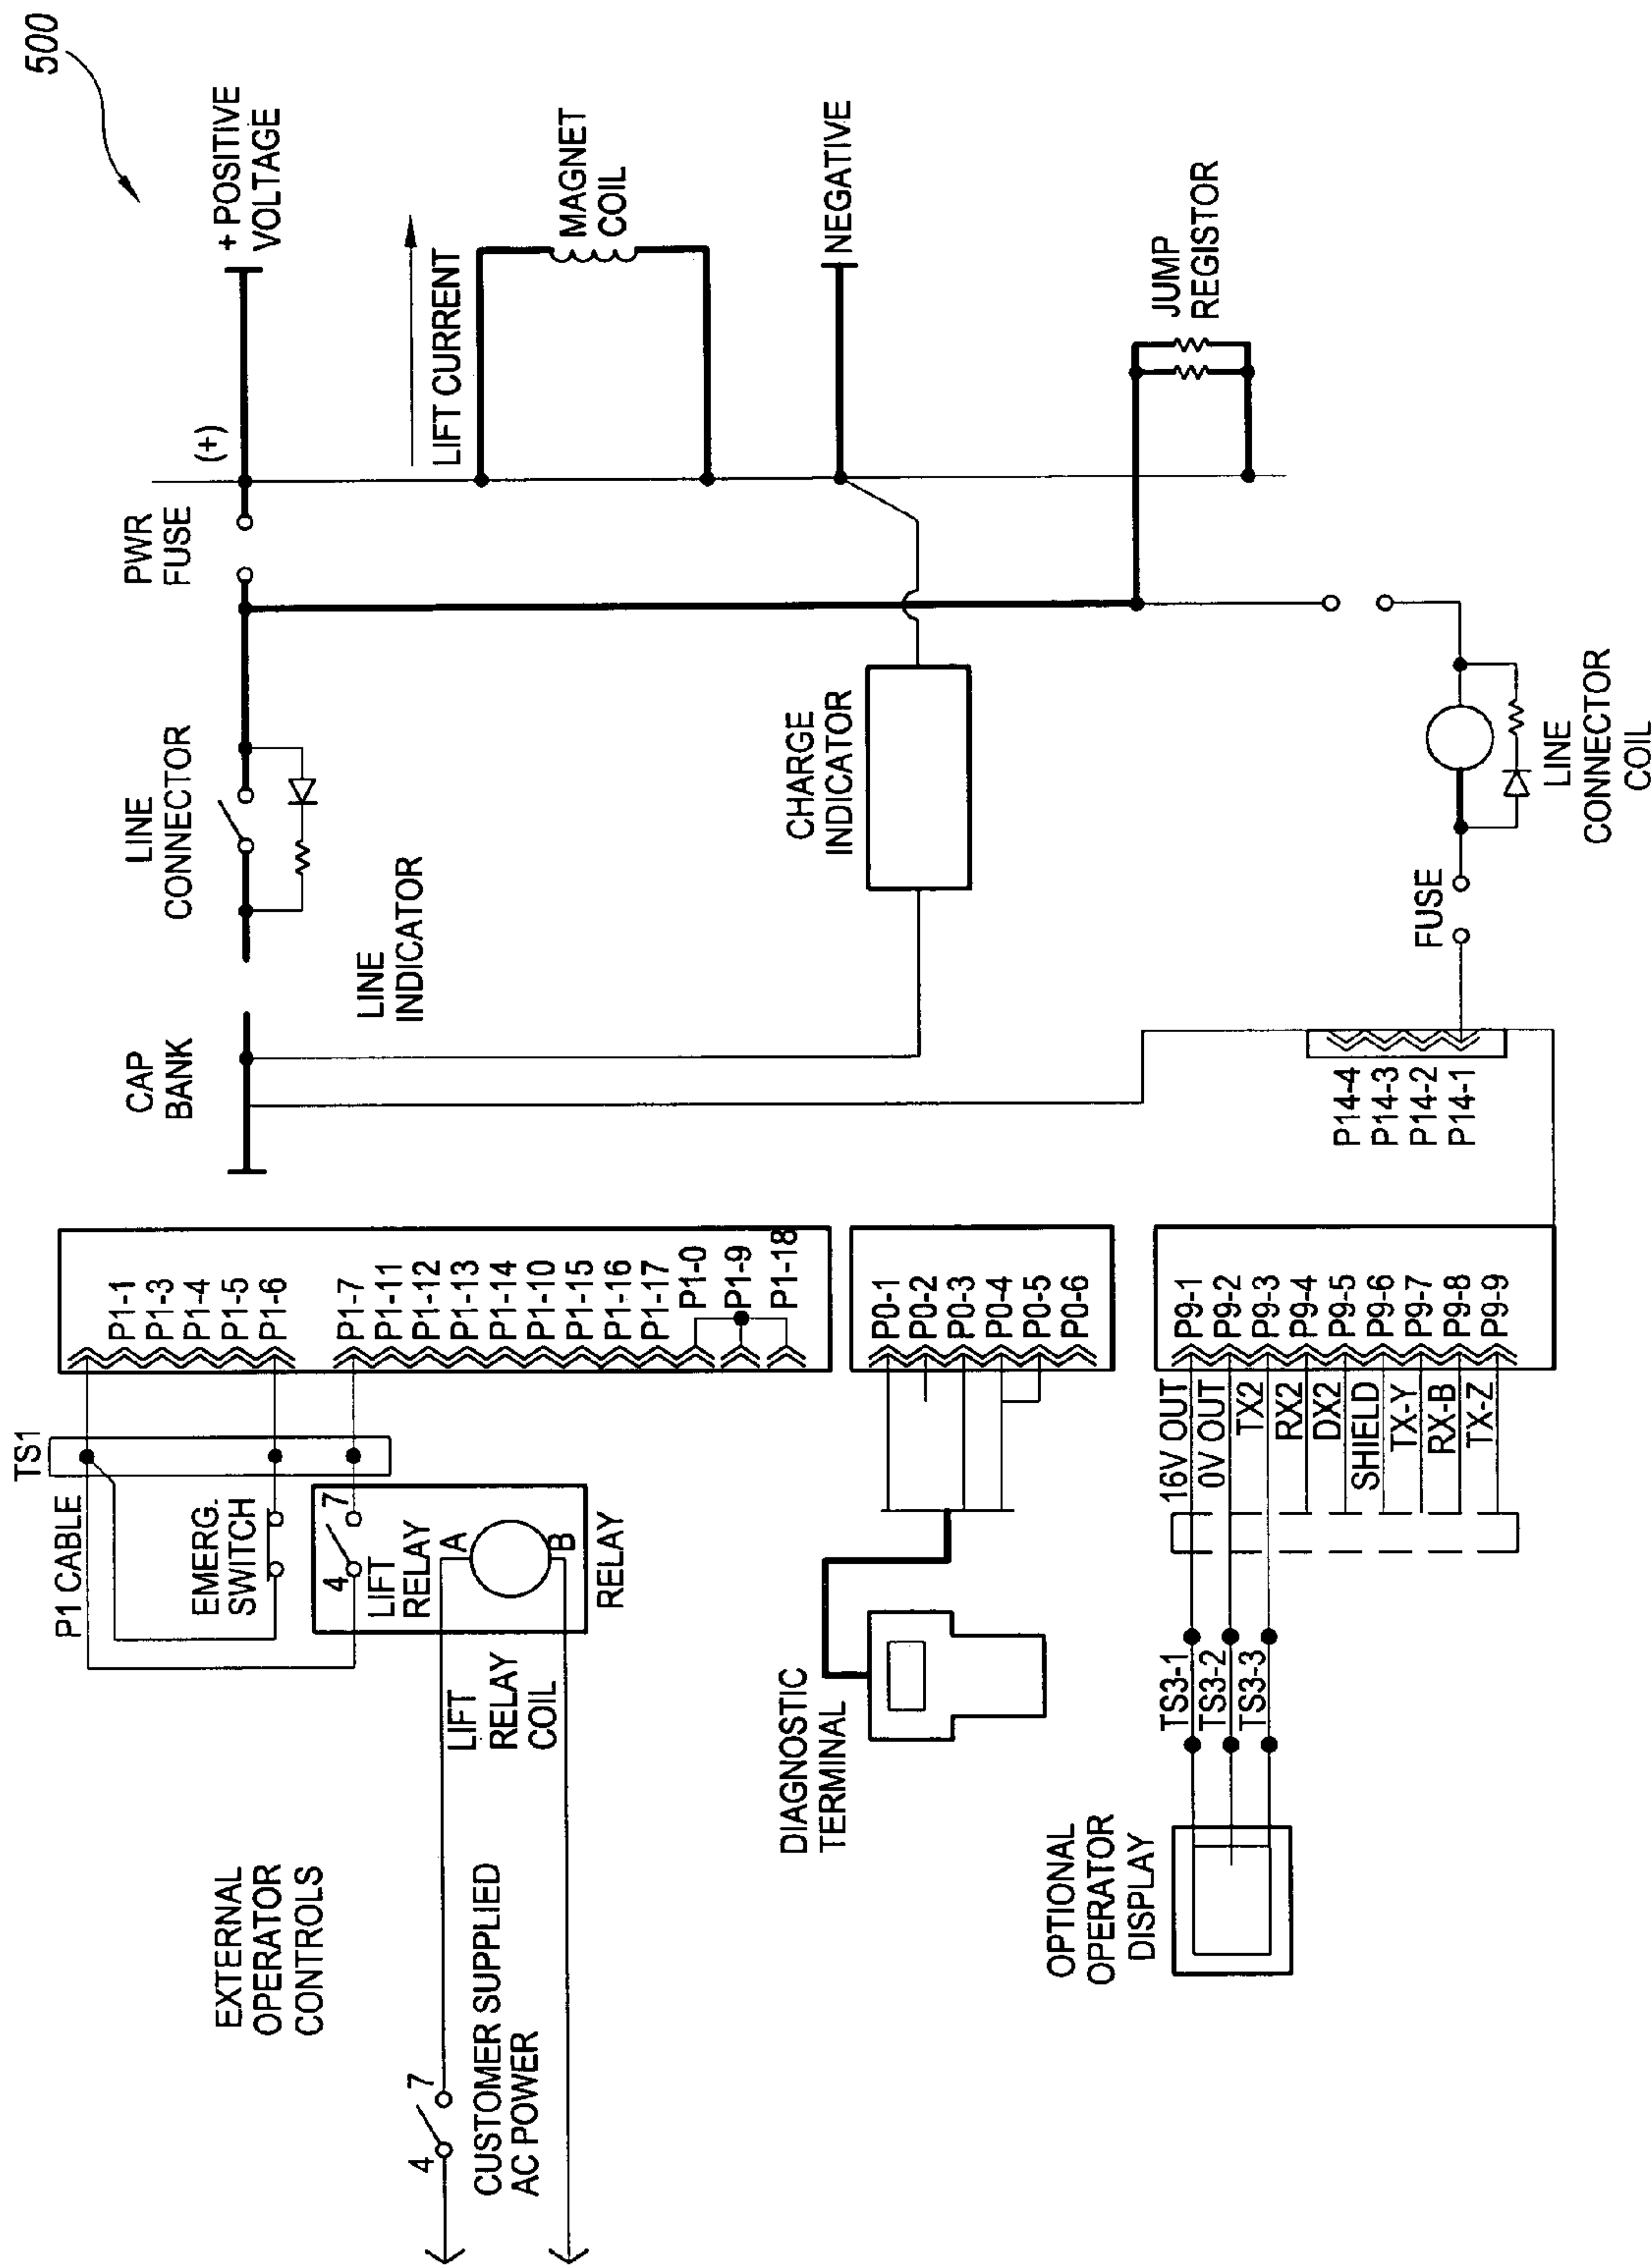 500
+ POSITIVE
VOLTAGE
(+)
LIFT CURRENT
MAGNET
COIL
NEGATIVE
JUMP
REGISTOR
PWR
FUSE
LINE
CONNECTOR
LINE
INDICATOR
CAP
BANK
CHARGE
INDICATOR
LINE
CONNECTOR
COIL
FUSE
P14-4
P14-3
P14-2
P14-1
P1-1
P1-3
P1-4
P1-5
P1-6
P1-7
P1-11
P1-12
P1-13
P1-14
P1-10
P1-15
P1-16
P1-17
P1-0
P1-9
P1-18
P0-1
P0-2
P0-3
P0-4
P0-5
P0-6
P9-1
P9-2
P9-3
P9-4
P9-5
P9-6
P9-7
P9-8
P9-9
16V OUT
0V OUT
TX2
RX2
DX2
SHIELD
TX-Y
RX-B
TX-Z
TS1
P1 CABLE
EMERG.
SWITCH
4
7
LIFT
RELAY
A
B
RELAY
LIFT
RELAY
COIL
DIAGNOSTIC
TERMINAL
TS3-1
TS3-2
TS3-3
OPTIONAL
OPERATOR
DISPLAY
EXTERNAL
OPERATOR
CONTROLS
4
7
CUSTOMER SUPPLIED
AC POWER